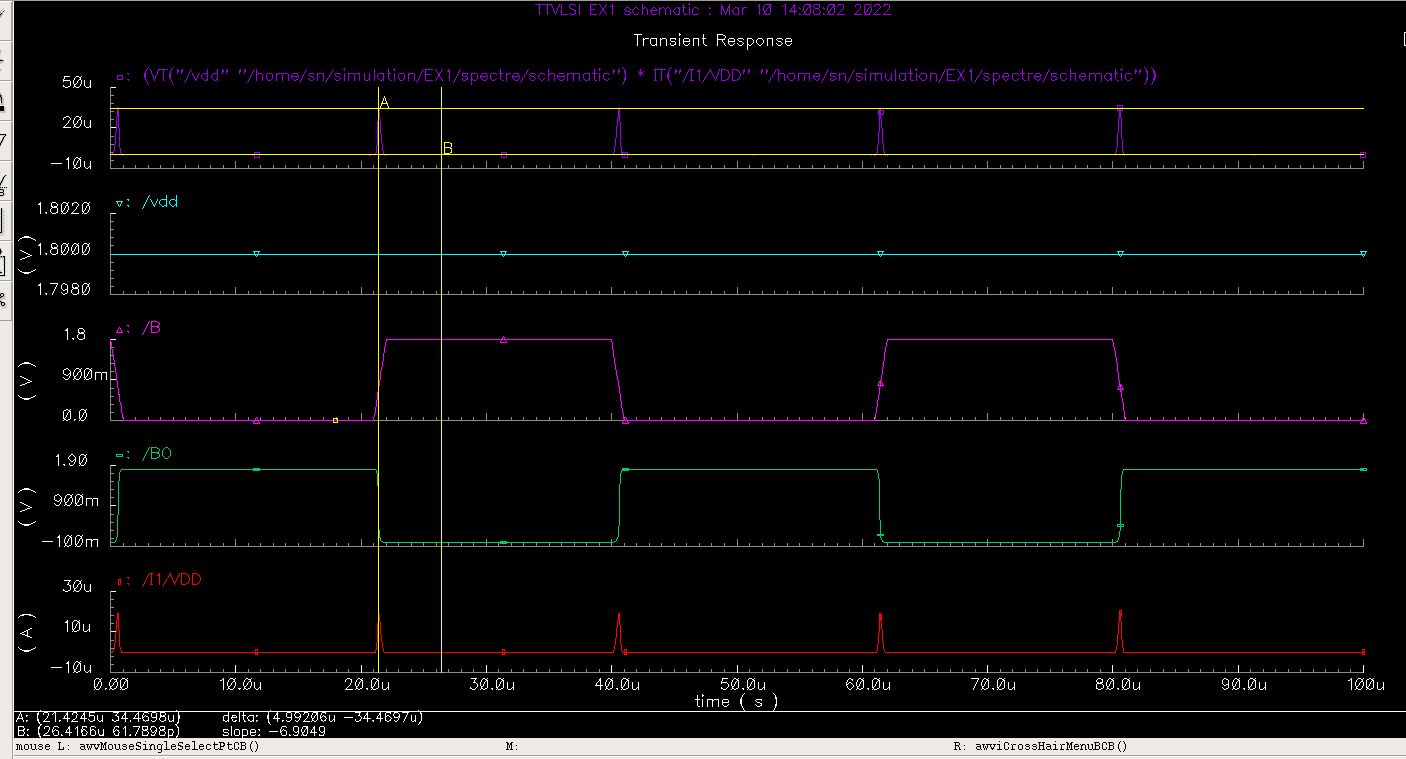 TTVLSI EX1 schematic : Mar 10 14:03:02 2022
Transient Response
: (VT("/vdd" "/home/sn/simulation/EX1/spectre/schematic") * IT("/I1/VDD" "/home/sn/simulation/EX1/spectre/schematic"))
50u
20u
-10u
A
B
: /vdd
1.8020
1.8000
1.7980
( V )
: /B
1.8
900m
0.0
( V )
: /BO
1.90
900m
-100m
( V )
: /I1/VDD
30u
10u
-10u
( A )
0.00 10.0u 20.0u 30.0u 40.0u 50.0u 60.0u 70.0u 80.0u 90.0u 100u
time ( s )
A: (21.4245u 34.4698u) delta: (4.99206u -34.4697u)
B: (26.4166u 61.7898p) slope: -6.9049
mouse L: awvMouseSingleSelectPtCB() M: R: awviCrossHairMenuBCB()